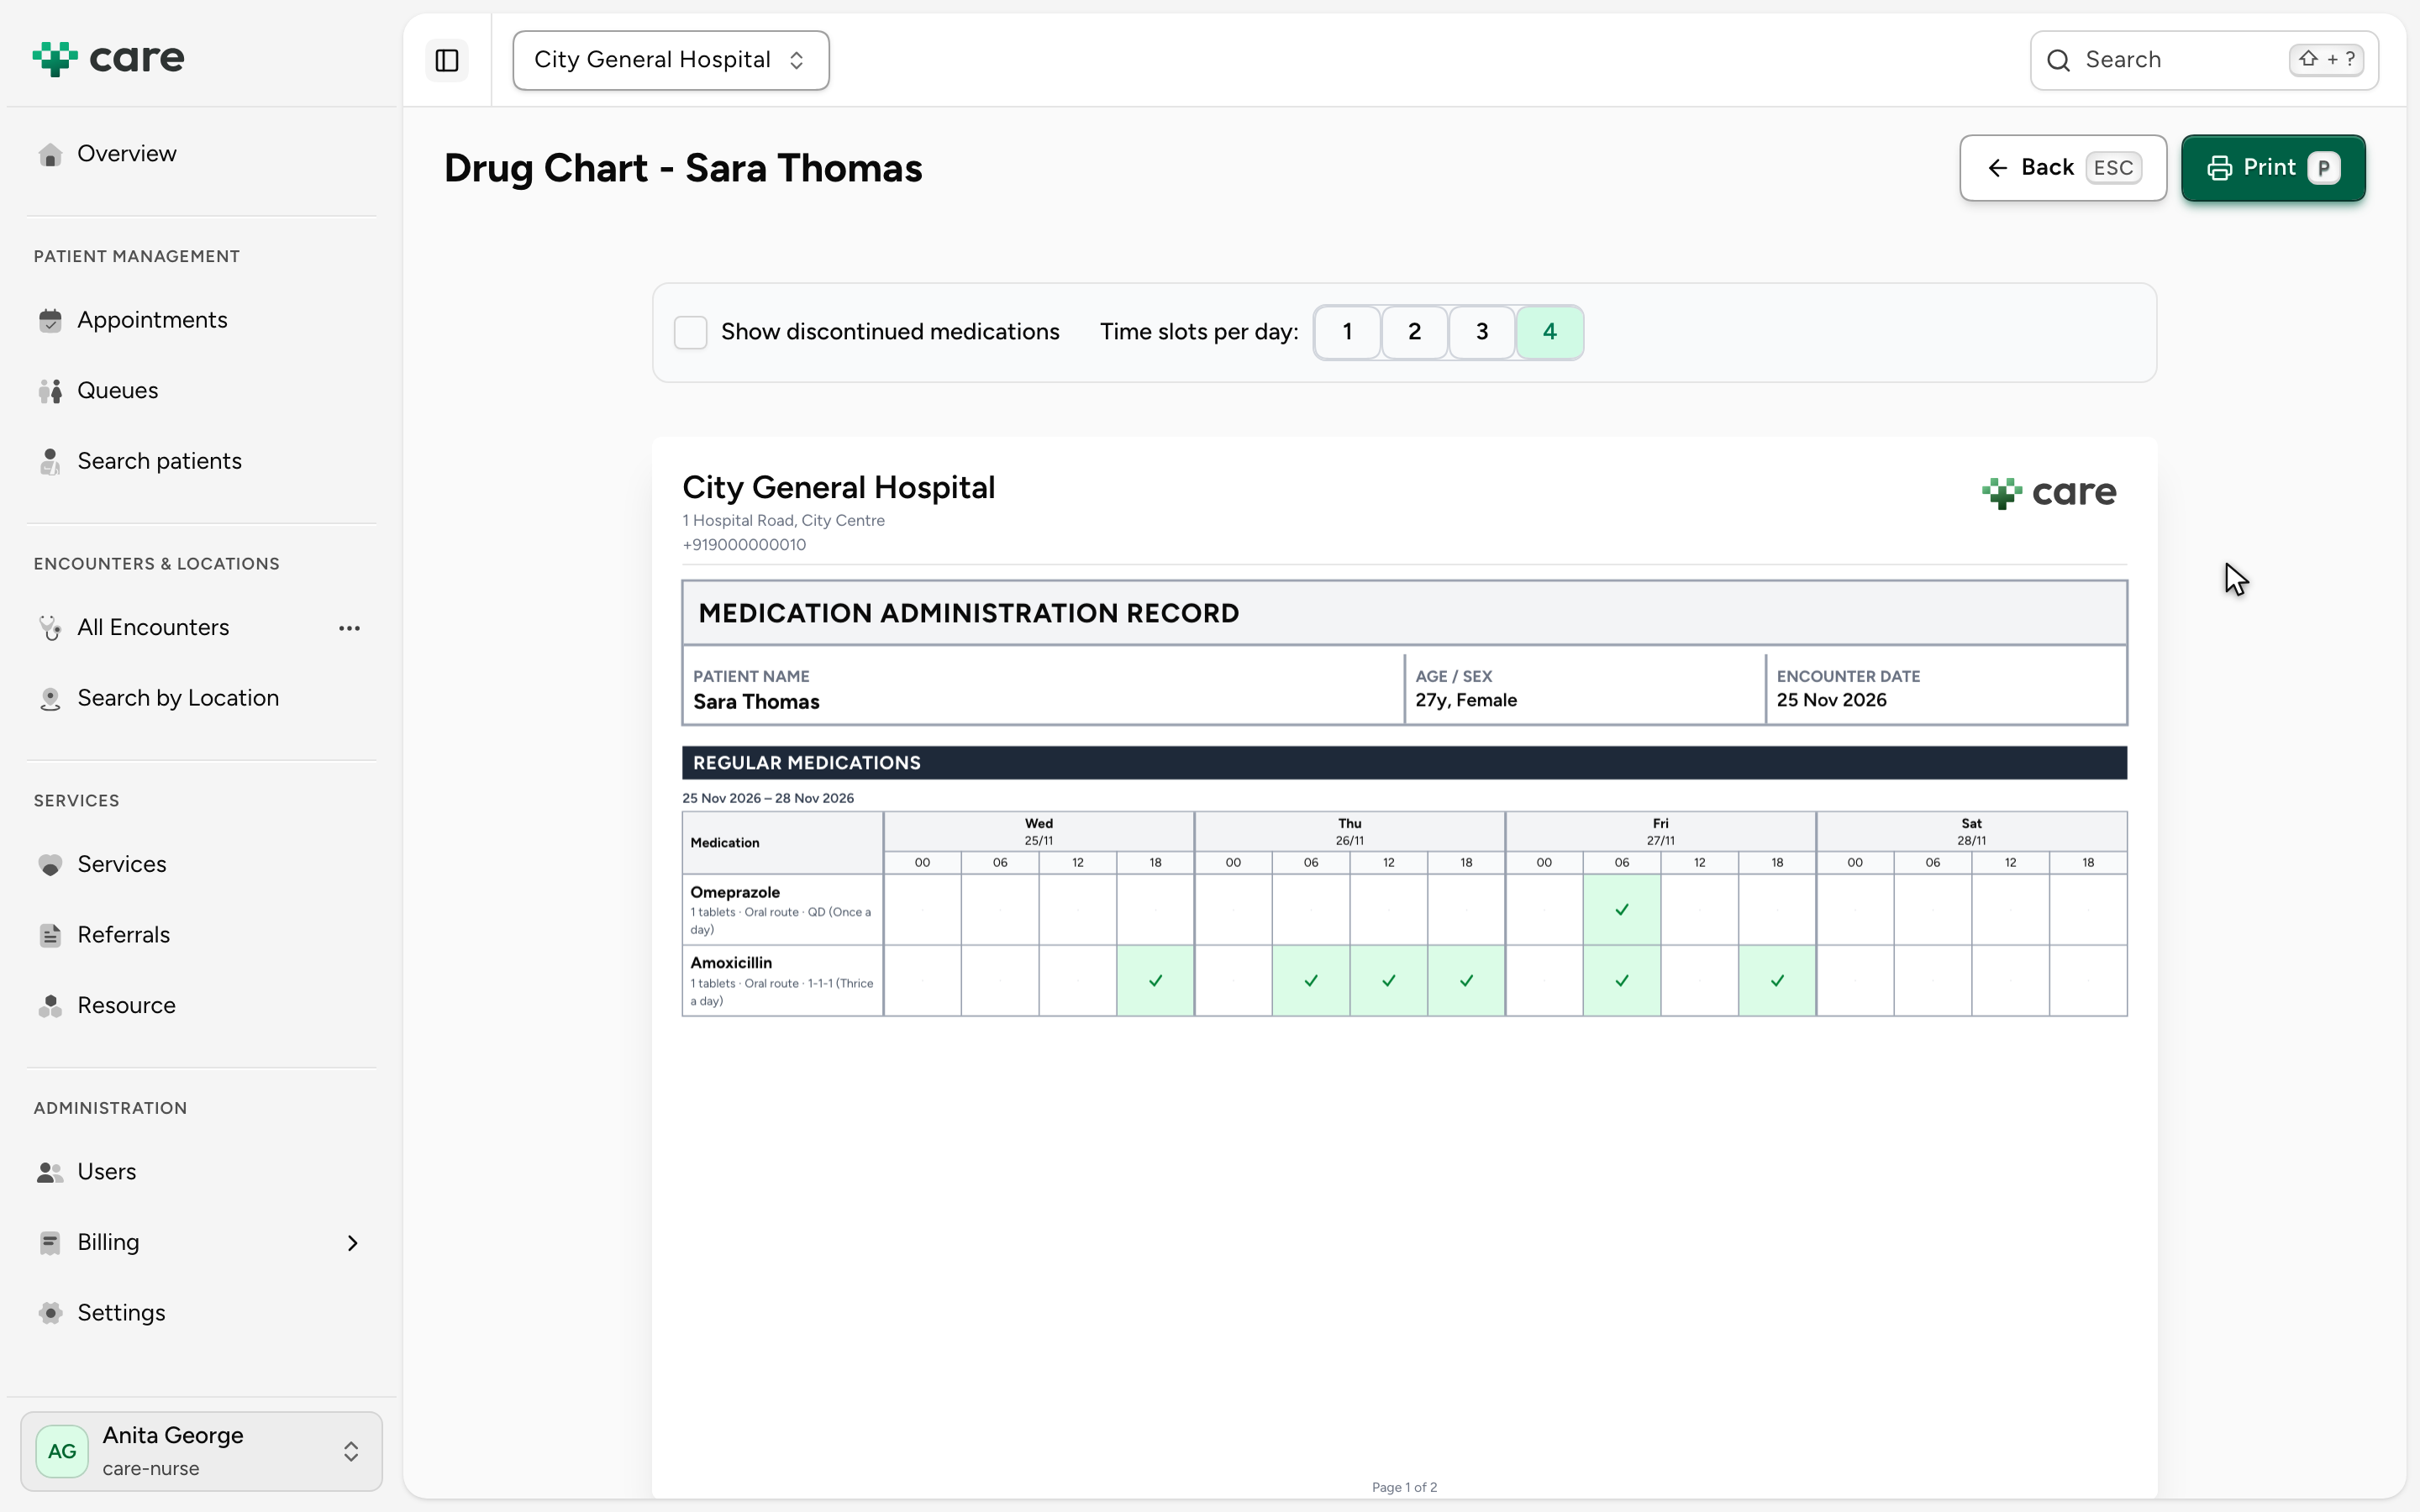 care
City General Hospital
Search
+ ?
Overview
PATIENT MANAGEMENT
Appointments
Queues
Search patients
ENCOUNTERS & LOCATIONS
All Encounters
Search by Location
SERVICES
Services
Referrals
Resource
ADMINISTRATION
Users
Billing
Settings
AG
Anita George
care-nurse
Drug Chart - Sara Thomas
Back ESC
Print P
Show discontinued medications
Time slots per day: 1 2 3 4
City General Hospital
1 Hospital Road, City Centre
+919000000010
care
MEDICATION ADMINISTRATION RECORD
PATIENT NAME
Sara Thomas
AGE / SEX
27y, Female
ENCOUNTER DATE
25 Nov 2026
REGULAR MEDICATIONS
25 Nov 2026 – 28 Nov 2026
Medication
Wed
25/11
Thu
26/11
Fri
27/11
Sat
28/11
00 06 12 18 00 06 12 18 00 06 12 18 00 06 12 18
Omeprazole
1 tablets · Oral route · QD (Once a
day)
Amoxicillin
1 tablets · Oral route · 1-1-1 (Thrice
a day)
Page 1 of 2